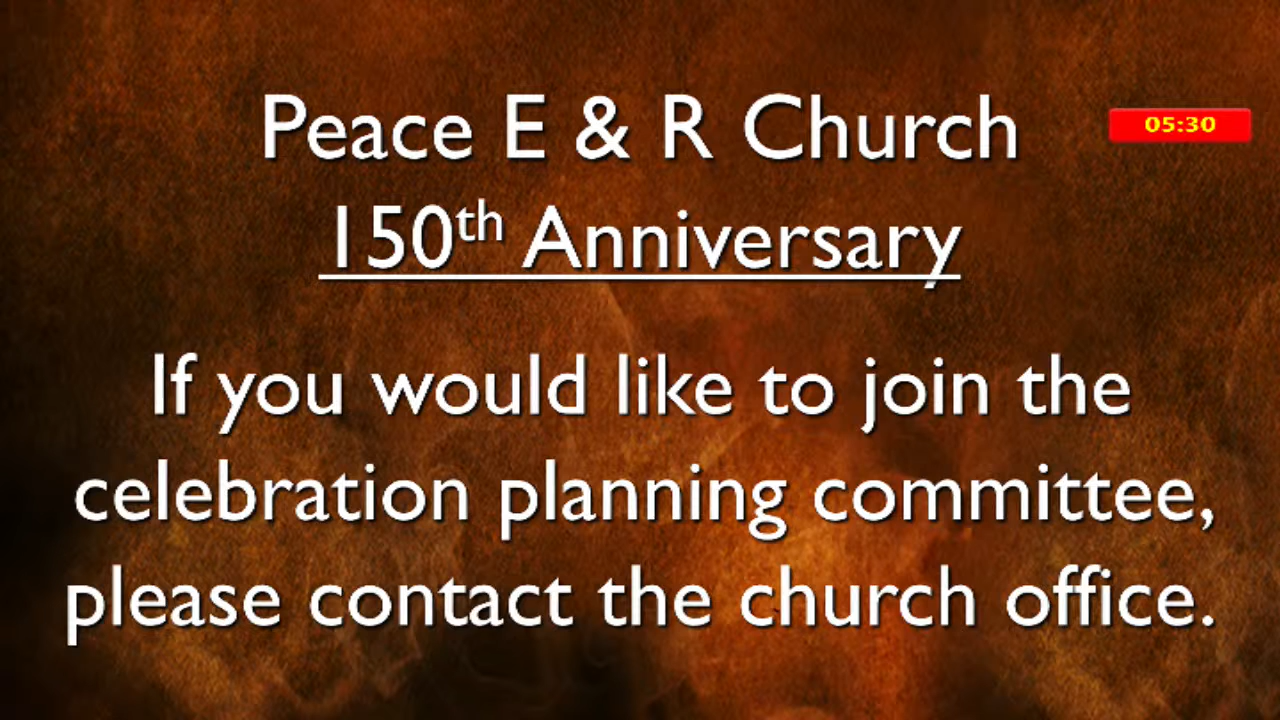 Peace E & R Church
05:30
150th Anniversary
If you would like to join the
celebration planning committee,
please contact the church office.